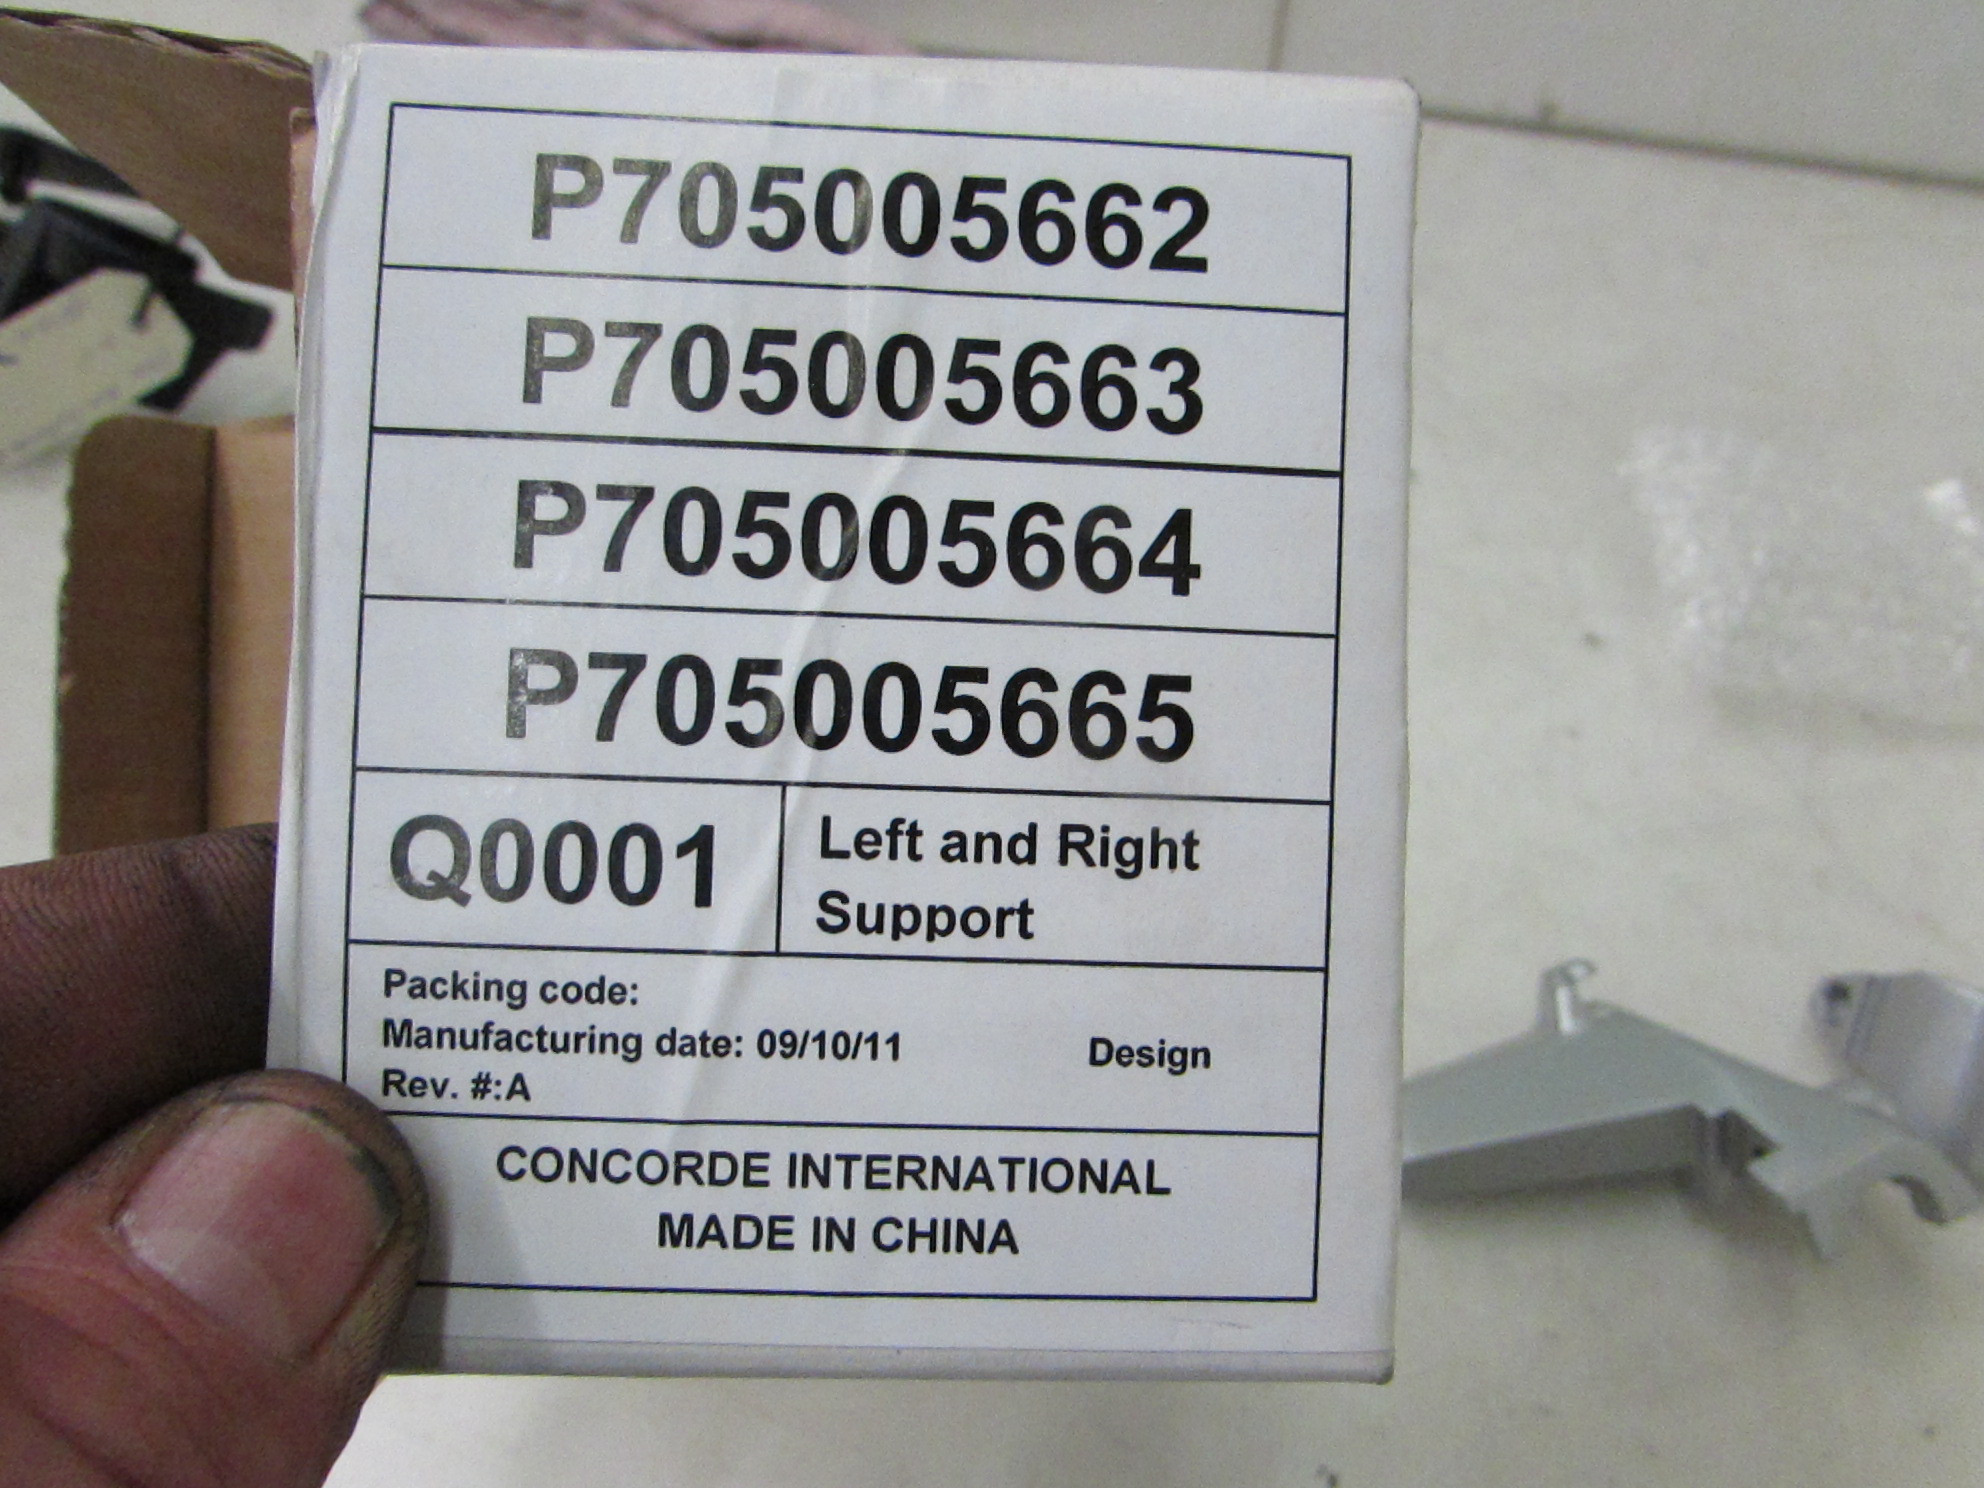 P705005662
P705005663
P705005664
P705005665
Q0001
Left and Right
Support
Packing code:
Manufacturing date: 09/10/11
Design
Rev. #:A
CONCORDE INTERNATIONAL
MADE IN CHINA